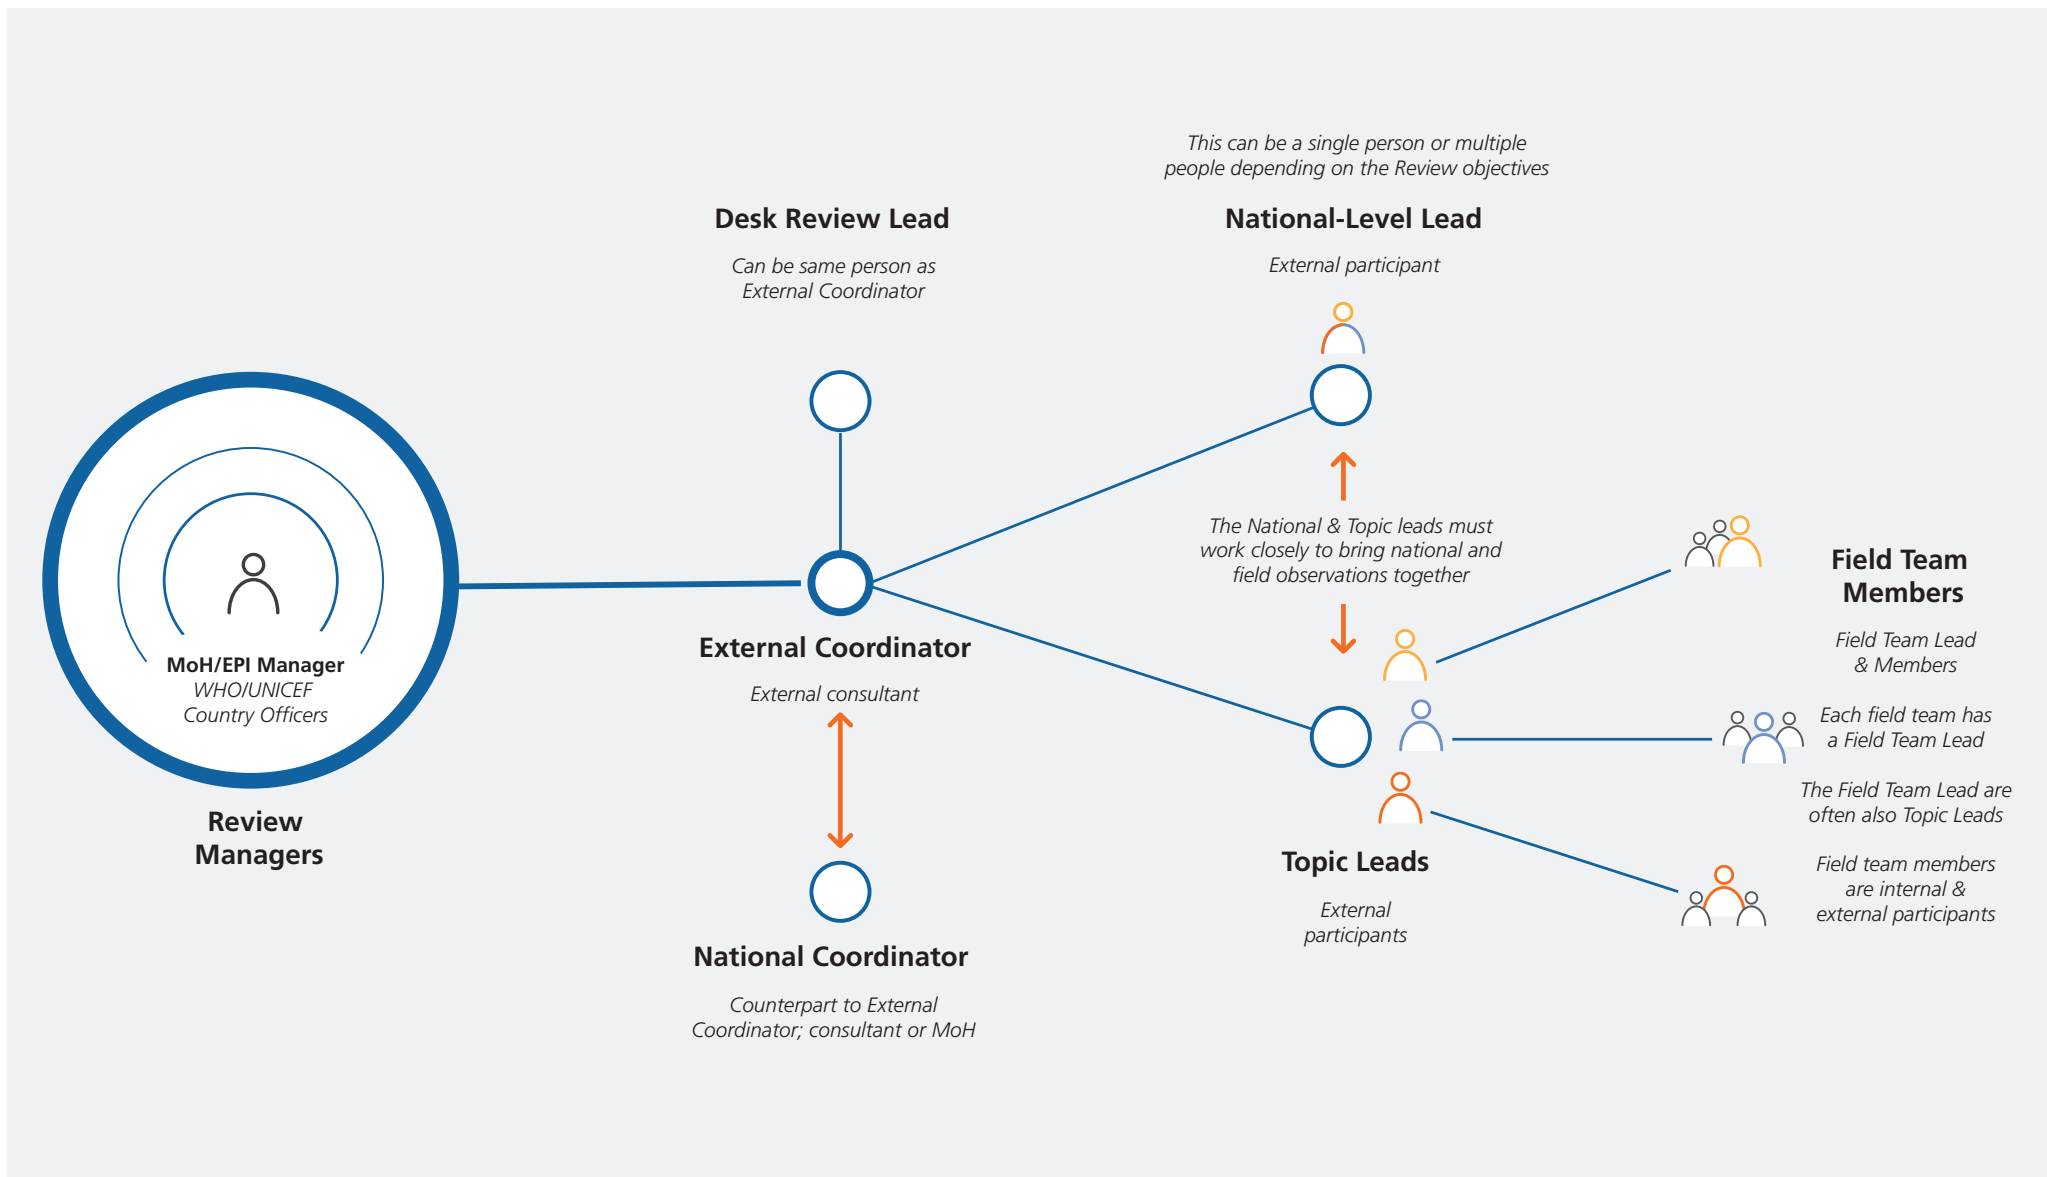 MoH/EPI Manager
WHO/UNICEF
Country Officers
Review
Managers
Desk Review Lead
Can be same person as
External Coordinator
External Coordinator
External consultant
National Coordinator
Counterpart to External
Coordinator; consultant or MoH
This can be a single person or multiple
people depending on the Review objectives
National-Level Lead
External participant
The National & Topic leads must
work closely to bring national and
field observations together
Topic Leads
External
participants
Field Team
Members
Field Team Lead
& Members
Each field team has
a Field Team Lead
The Field Team Lead are
often also Topic Leads
Field team members
are internal &
external participants